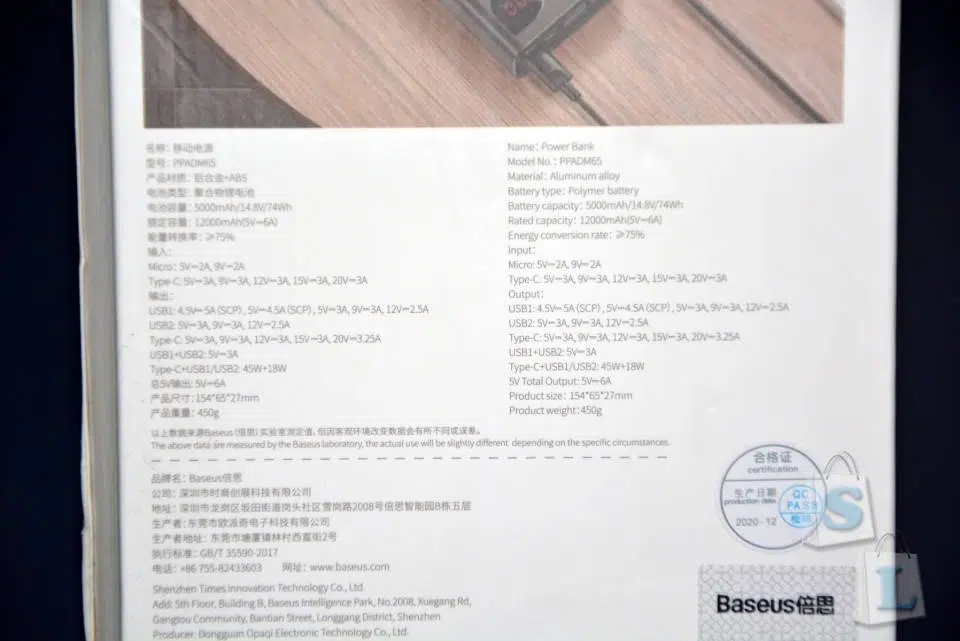 名称：移动电源
型号：PPADM65
产品材质：铝合金+ABS
电池类型：聚合物锂电池
电池容量：5000mAh/14.8V/74Wh
额定容量：12000mAh(5V⎓6A)
能量转换率：≥75%
输入：
Micro：5V⎓2A, 9V⎓2A
Type-C: 5V⎓3A, 9V⎓3A, 12V⎓3A, 15V⎓3A, 20V⎓3A
输出：
USB1: 4.5V⎓5A (SCP) , 5V⎓4.5A (SCP) , 5V⎓3A, 9V⎓3A, 12V⎓2.5A
USB2: 5V⎓3A, 9V⎓3A, 12V⎓2.5A
Type-C: 5V⎓3A, 9V⎓3A, 12V⎓3A, 15V⎓3A, 20V⎓3.25A
USB1+USB2: 5V⎓3A
Type-C+USB1/USB2: 45W+18W
总5V输出: 5V⎓6A
产品尺寸: 154*65*27mm
产品重量: 450g
Name: Power Bank
Model No.: PPADM65
Material: Aluminum alloy
Battery type: Polymer battery
Battery capacity: 5000mAh/14.8V/74Wh
Rated capacity: 12000mAh(5V⎓6A)
Energy conversion rate: ≥75%
Input:
Micro: 5V⎓2A, 9V⎓2A
Type-C: 5V⎓3A, 9V⎓3A, 12V⎓3A, 15V⎓3A, 20V⎓3A
Output:
USB1: 4.5V⎓5A (SCP) , 5V⎓4.5A (SCP) , 5V⎓3A, 9V⎓3A, 12V⎓2.5A
USB2: 5V⎓3A, 9V⎓3A, 12V⎓2.5A
Type-C: 5V⎓3A, 9V⎓3A, 12V⎓3A, 15V⎓3A, 20V⎓3.25A
USB1+USB2: 5V⎓3A
Type-C+USB1/USB2: 45W+18W
5V Total Output: 5V⎓6A
Product size: 154*65*27mm
Product weight: 450g
以上数据来源Baseus (倍思) 实验室测定值, 但因客观环境改变数据会有所不同或误差。
The above data are measured by the Baseus laboratory, the actual use will be slightly different depending on the specific circumstances.
品牌名：Baseus倍思
公司：深圳市时商创展科技有限公司
地址：深圳市龙岗区坂田街道岗头社区雪岗路2008号倍思智能园B栋五层
生产者：东莞市欧派奇电子科技有限公司
生产者地址：东莞市塘厦镇林村西富街2号
执行标准：GB/T 35590-2017
电话：+86 755-82433603 网址：www.baseus.com
Shenzhen Times Innovation Technology Co., Ltd.
Add: 5th Floor, Building B, Baseus Intelligence Park, No.2008, Xuegang Rd,
Gangtou Community, Bantian Street, Longgang District, Shenzhen
Producer: Dongguan Opaqi Electronic Technology Co., Ltd.
合格证
certification
生产日期
production date
2020-12
QC
PASS
Baseus倍思
S
L